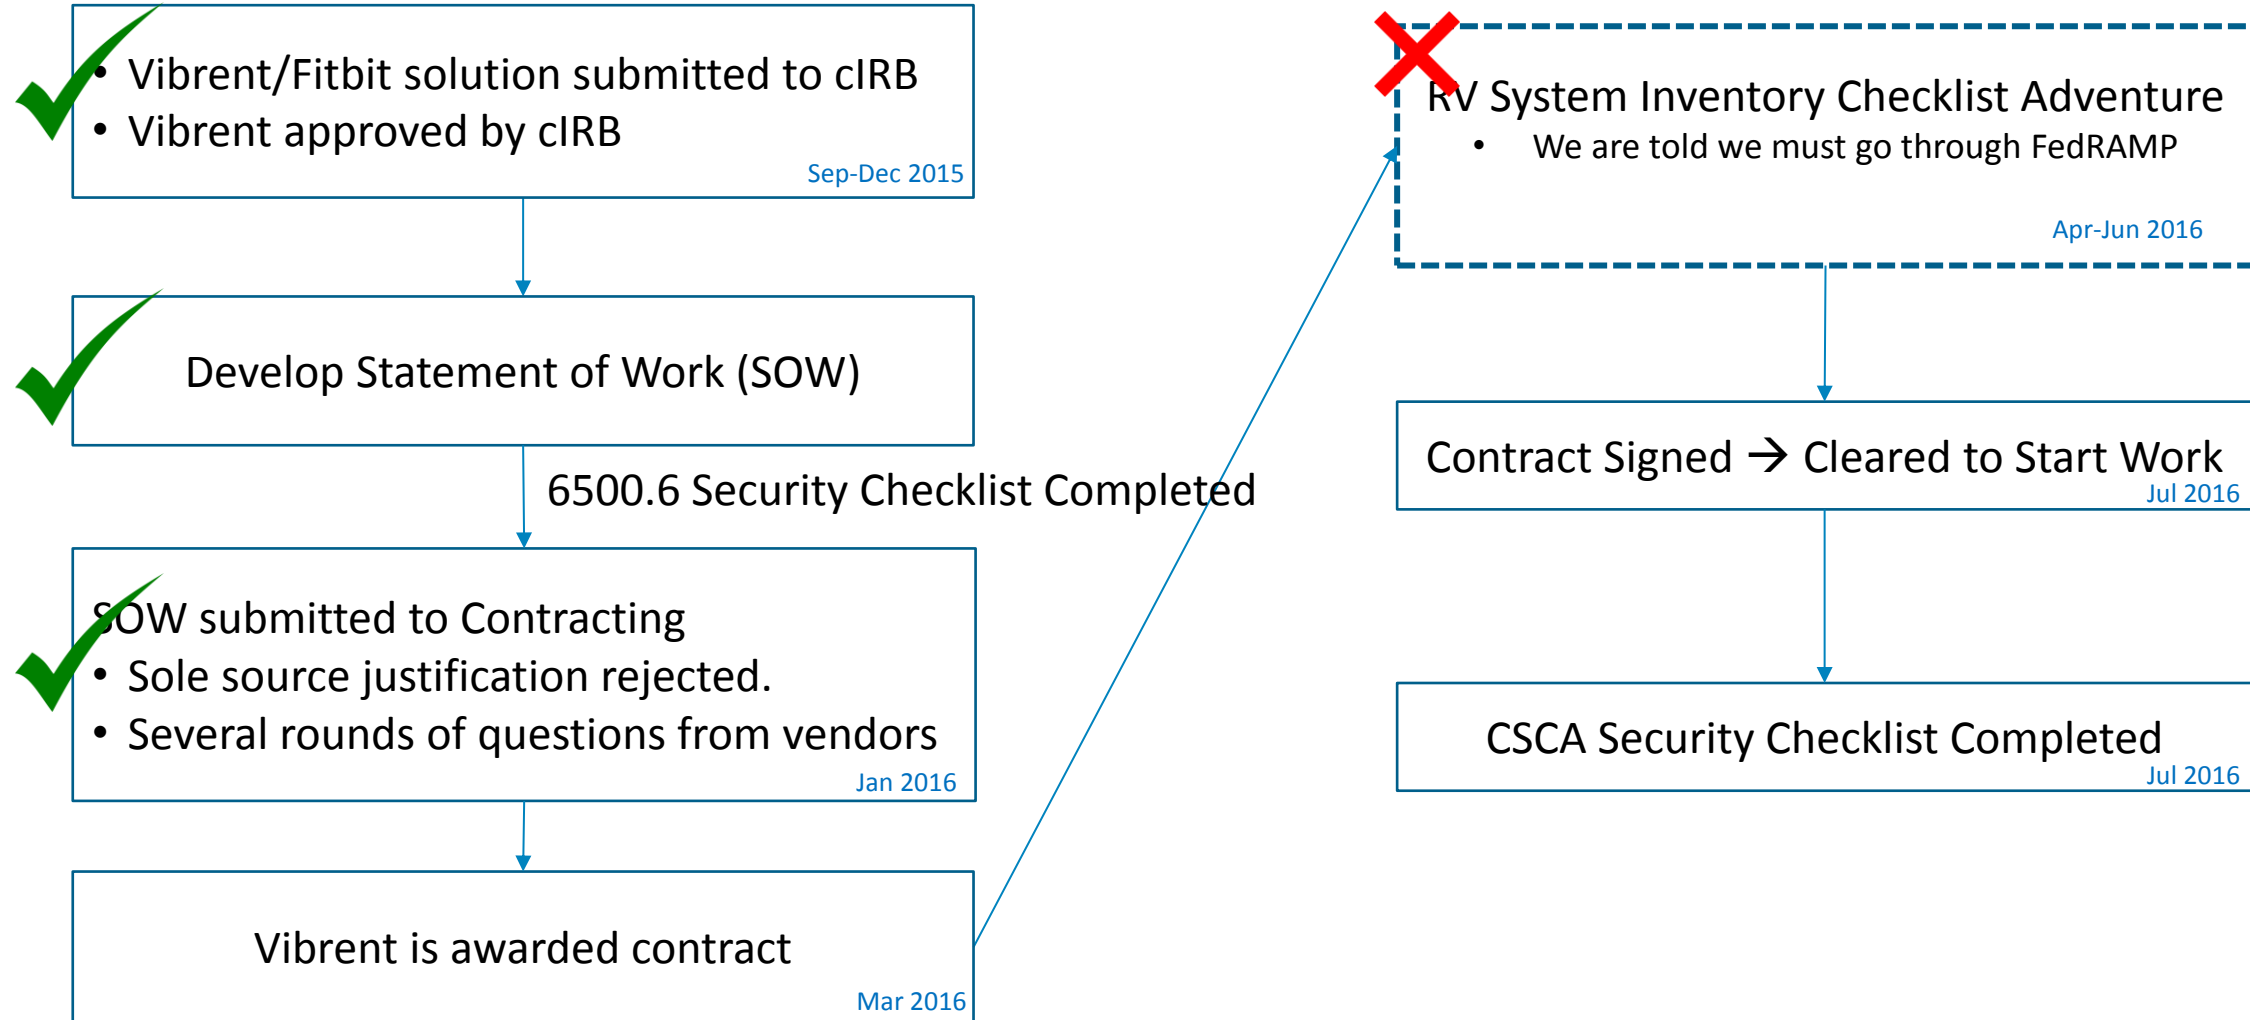 • Vibrent/Fitbit solution submitted to cIRB
• Vibrent approved by cIRB
Sep-Dec 2015
Develop Statement of Work (SOW)
6500.6 Security Checklist Completed
SOW submitted to Contracting
• Sole source justification rejected.
• Several rounds of questions from vendors
Jan 2016
Vibrent is awarded contract
Mar 2016
RV System Inventory Checklist Adventure
• We are told we must go through FedRAMP
Apr-Jun 2016
Contract Signed → Cleared to Start Work
Jul 2016
CSCA Security Checklist Completed
Jul 2016